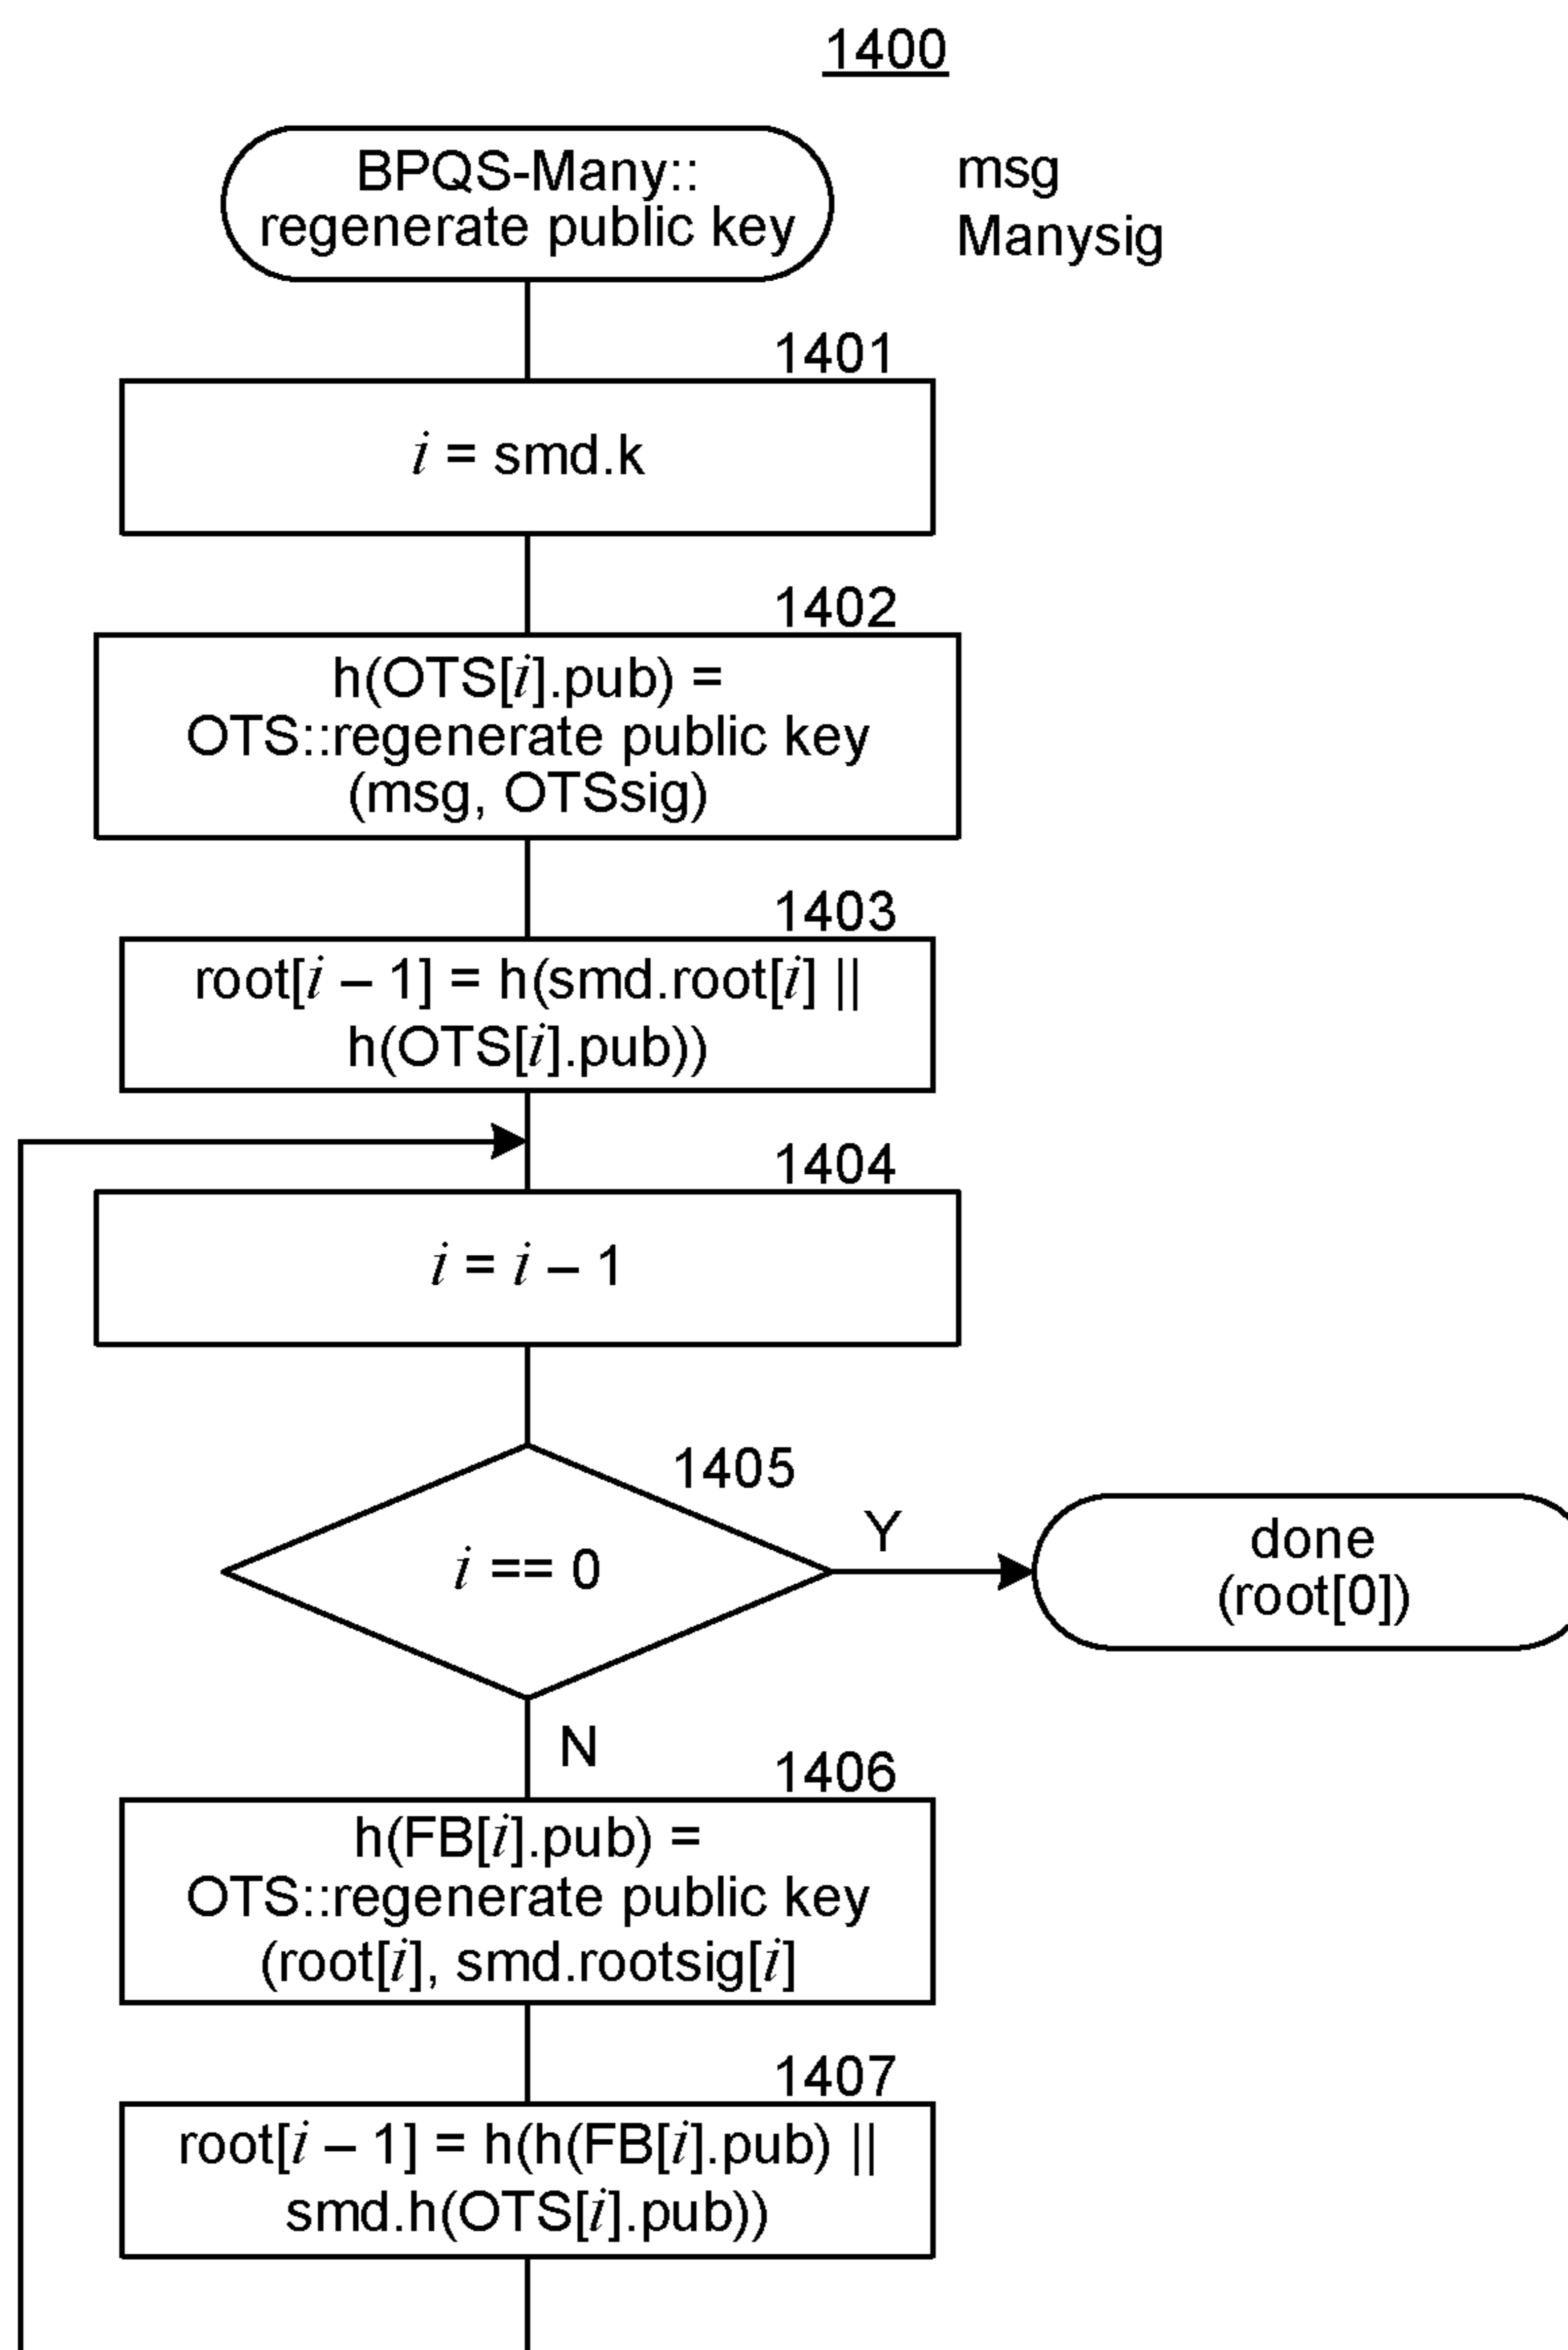 1400
BPQS-Many::
regenerate public key
msg
Manysig
1401
i = smd.k
1402
h(OTS[i].pub) =
OTS::regenerate public key
(msg, OTSsig)
1403
root[i – 1] = h(smd.root[i] ||
h(OTS[i].pub))
1404
i = i – 1
1405
i == 0
Y
done
(root[0])
N
1406
h(FB[i].pub) =
OTS::regenerate public key
(root[i], smd.rootsig[i]
1407
root[i – 1] = h(h(FB[i].pub) ||
smd.h(OTS[i].pub))